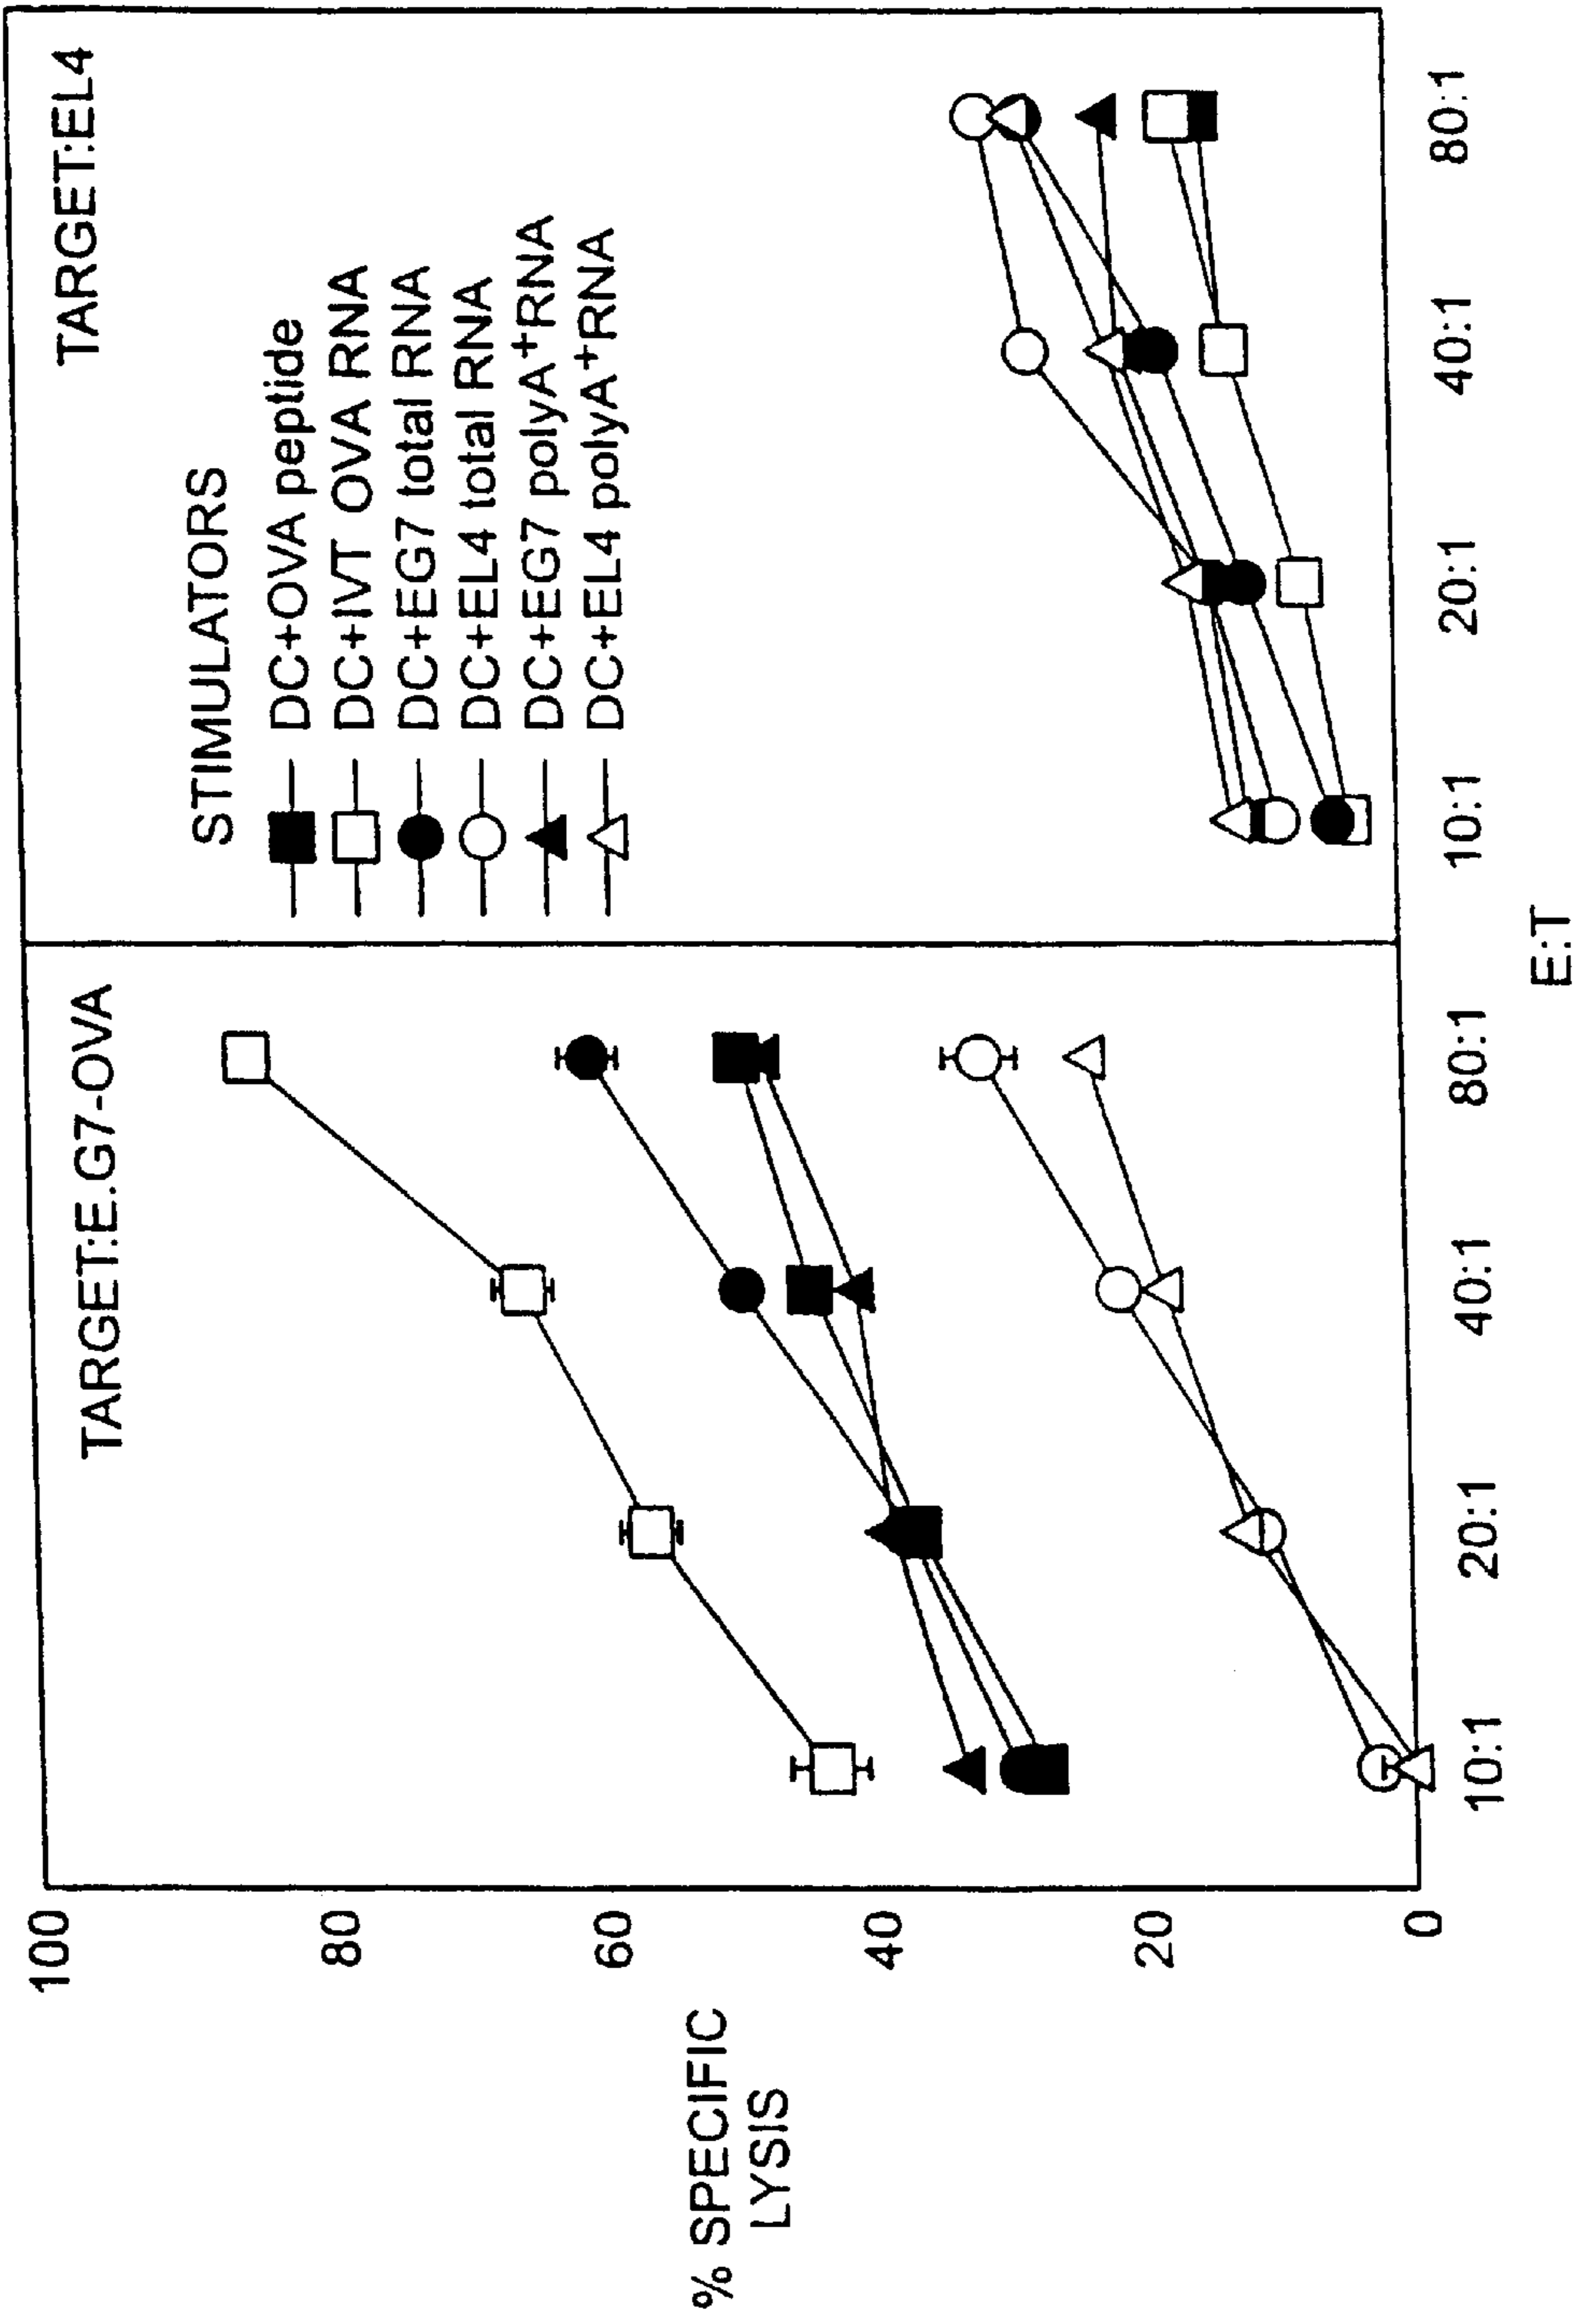 TARGET:E.G7-OVA
TARGET:EL4
STIMULATORS
DC+OVA peptide
DC+IVT OVA RNA
DC+EG7 total RNA
DC+EL4 total RNA
DC+EG7 polyA+RNA
DC+EL4 polyA+RNA
% SPECIFIC
LYSIS
100
80
60
40
20
0
10:1
20:1
40:1
80:1
10:1
20:1
40:1
80:1
E:T